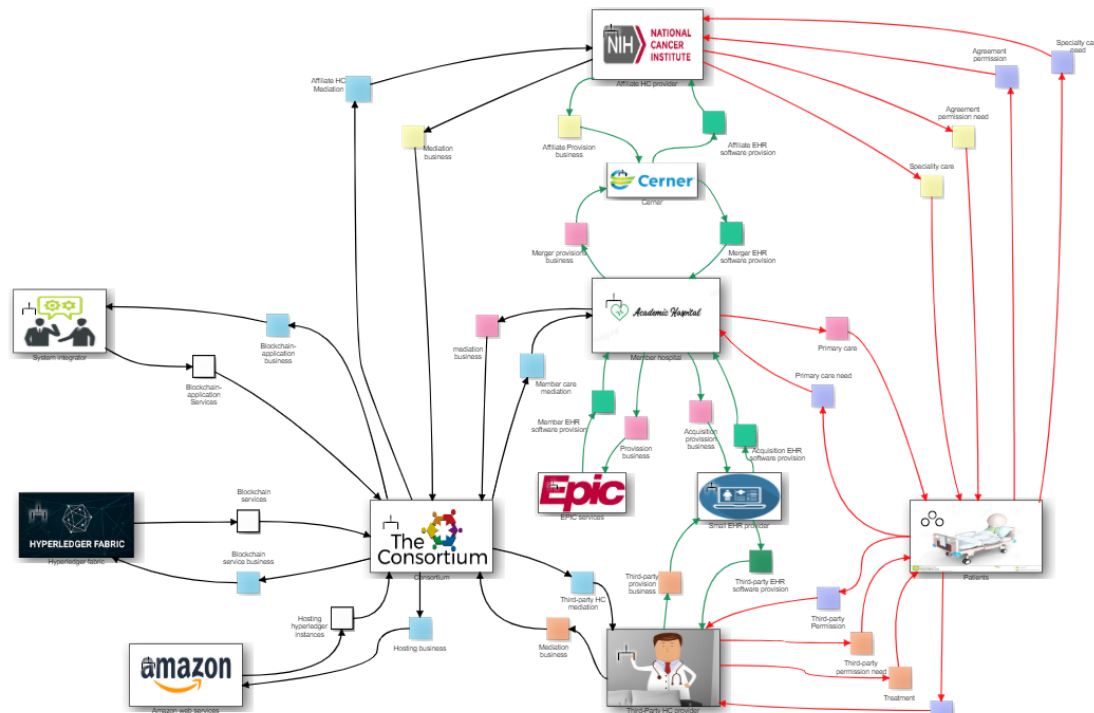 NIH
NATIONAL
CANCER
INSTITUTE
Affiliate HC provider
Specialty ca
need
Agreement
permission
Affiliate HC
Mediation
Mediation
business
Affiliate Provision
business
Affiliate EHR
software provision
Agreement
permission need
Speciality care
Cerner
Cerner
Merger provisions
business
Merger EHR
software provision
Academic Hospital
Member hospital
System integrator
Blockchain-
application
business
Blockchain-
application
Services
mediation business
Member care
mediation
Primary care
Primary care need
Member EHR
software provision
Provission
business
Acquisition
provission
business
Acquisition EHR
software provision
Epic
EPIC services
Small EHR provider
HYPERLEDGER FABRIC
Hyperledger fabric
Blockchain
services
Blockchain
service business
The
Consortium
Consortium
Patients
Third-party
provision
business
Third-party EHR
software provision
Third-party HC
mediation
Third-party
Permission
Hosting
hyperledger
instances
Hosting business
Mediation
business
Third-party
permission need
Treatment
amazon
Amazon web services
Third-Party HC provider